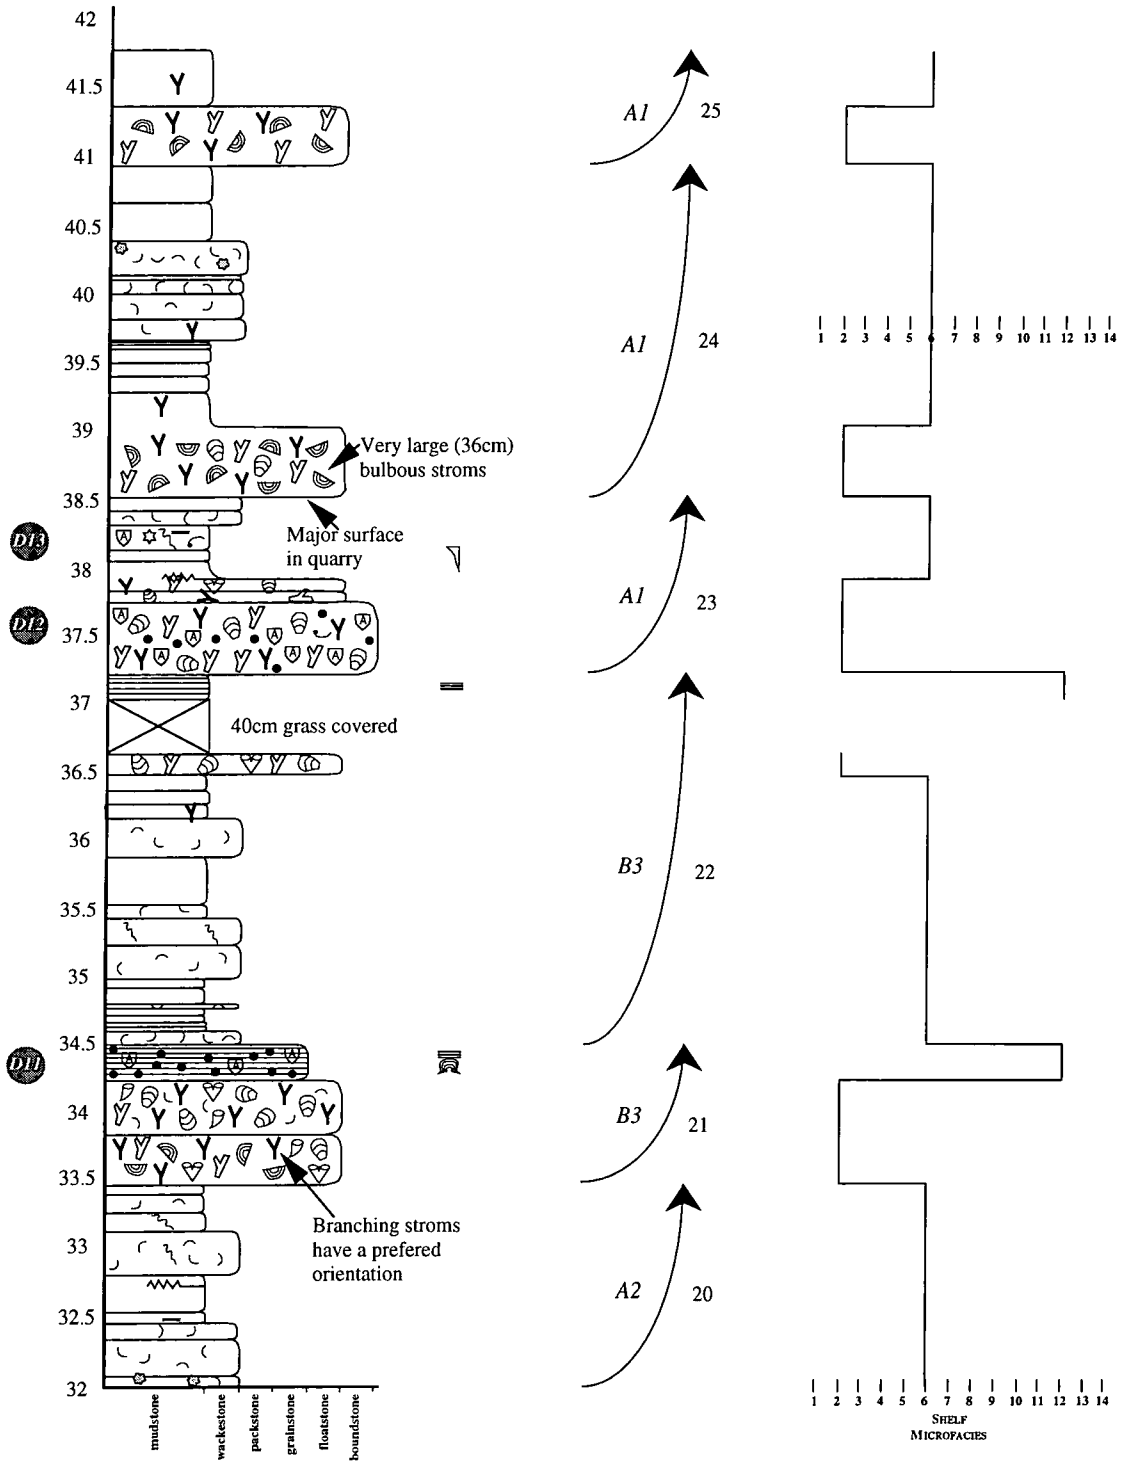 42
41.5
A1
25
41
40.5
40
A1
24
1 2 3 4 5 6 7 8 9 10 11 12 13 14
39.5
39
Very large (36cm)
bulbous stroms
38.5
Major surface
in quarry
D13
38
A1
23
D12
37.5
37
40cm grass covered
36.5
36
B3
22
35.5
35
34.5
D11
34
B3
21
33.5
Branching stroms
have a prefered
orientation
33
A2
20
32.5
32
mudstone
wackestone
packstone
grainstone
floatstone
boundstone
1 2 3 4 5 6 7 8 9 10 11 12 13 14
SHELF
MICROFACIES
A A A A A A A A A A